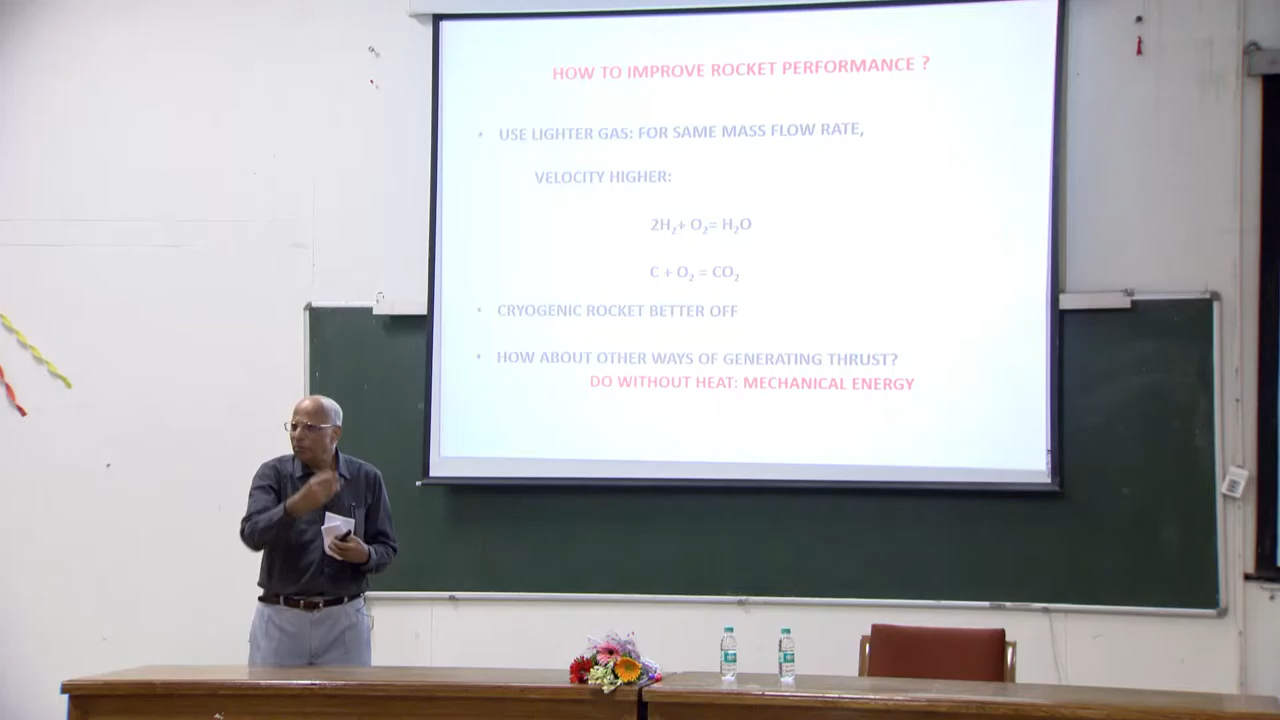 HOW TO IMPROVE ROCKET PERFORMANCE ?
• USE LIGHTER GAS: FOR SAME MASS FLOW RATE,
VELOCITY HIGHER:
2H₂+ O₂= H₂O
C + O₂ = CO₂
• CRYOGENIC ROCKET BETTER OFF
• HOW ABOUT OTHER WAYS OF GENERATING THRUST?
DO WITHOUT HEAT: MECHANICAL ENERGY